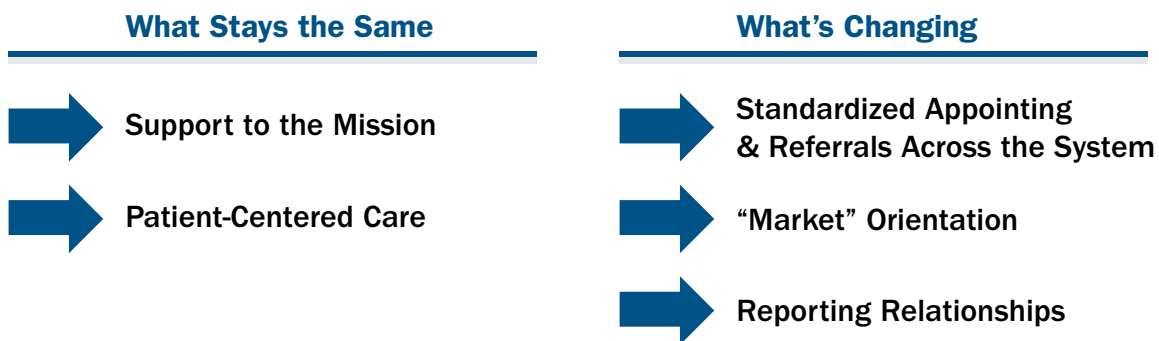 What Stays the Same
Support to the Mission
Patient-Centered Care
What’s Changing
Standardized Appointing
& Referrals Across the System
“Market” Orientation
Reporting Relationships